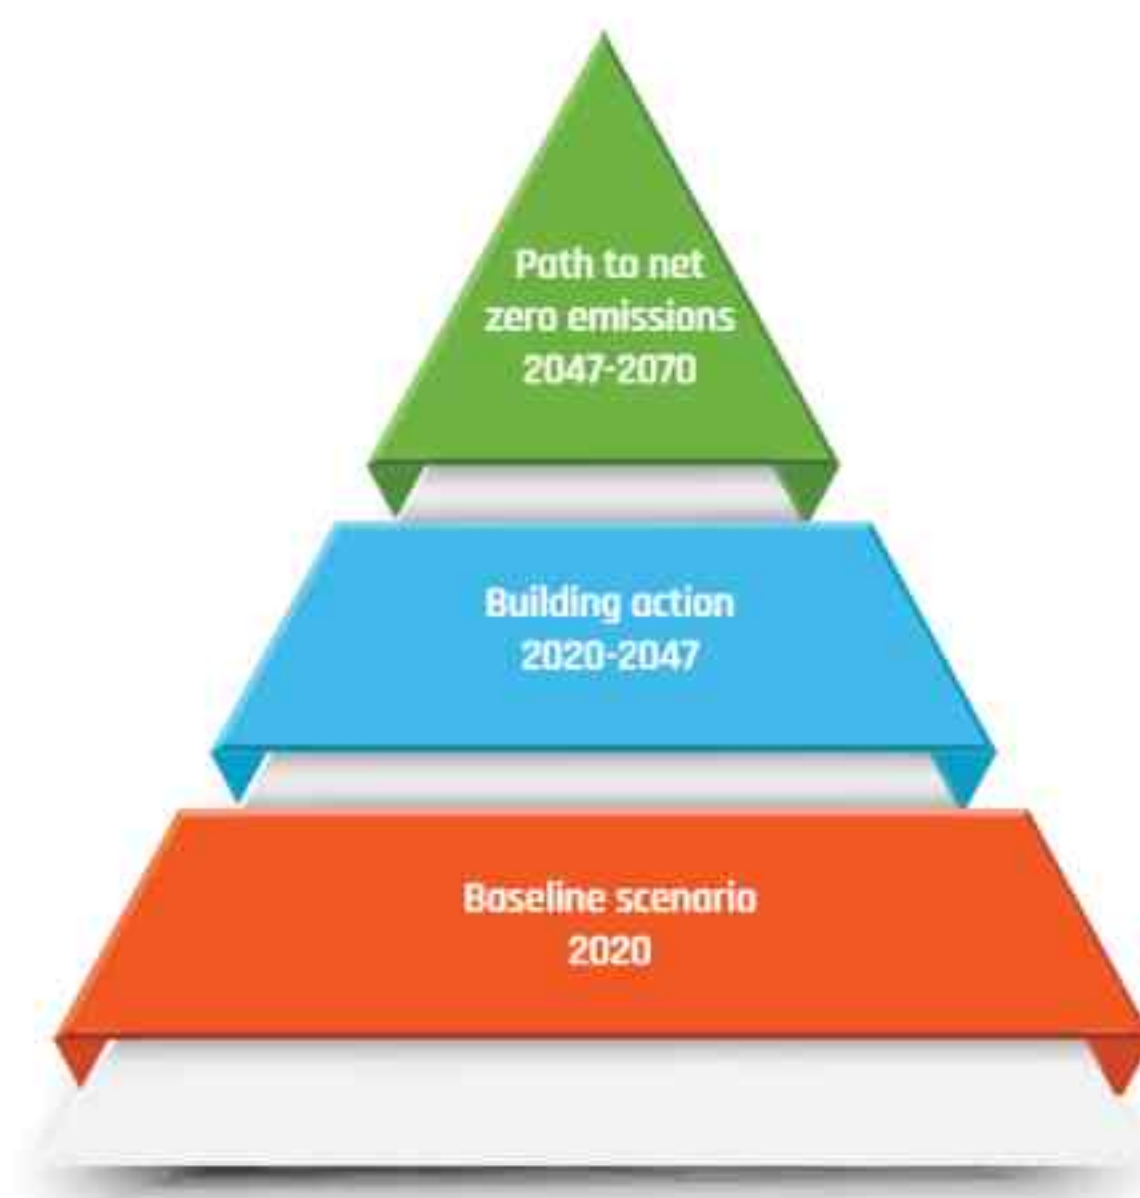 Path to net
zero emissions
2047-2070
Building action
2020-2047
Baseline scenario
2020